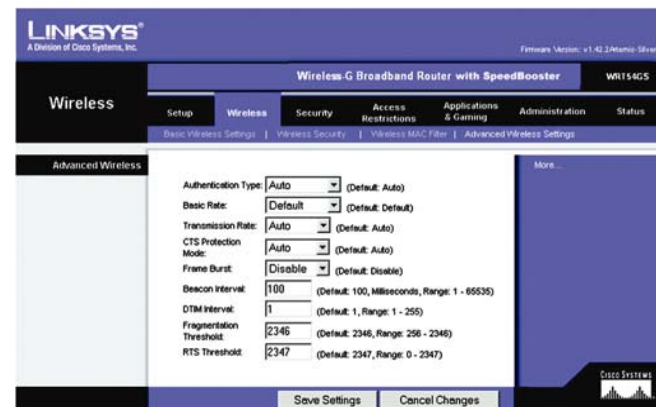 LINKSYS®
A Division of Cisco Systems, Inc.
Firmware Version: v1.42.2
Wireless-G Broadband Router with SpeedBooster WRT54GS
Wireless
Setup Wireless Security Access Restrictions Applications & Gaming Administration Status
Basic Wireless Settings | Wireless Security | Wireless MAC Filter | Advanced Wireless Settings
Advanced Wireless
More...
Authentication Type: Auto (Default: Auto)
Basic Rate: Default (Default: Default)
Transmission Rate: Auto (Default: Auto)
CTS Protection Mode: Auto (Default: Auto)
Frame Burst: Disable (Default: Disable)
Beacon Interval: 100 (Default: 100, Milliseconds, Range: 1 - 65535)
DTIM Interval: 1 (Default: 1, Range: 1 - 255)
Fragmentation Threshold: 2346 (Default: 2346, Range: 256 - 2346)
RTS Threshold: 2347 (Default: 2347, Range: 0 - 2347)
Save Settings Cancel Changes
CISCO SYSTEMS